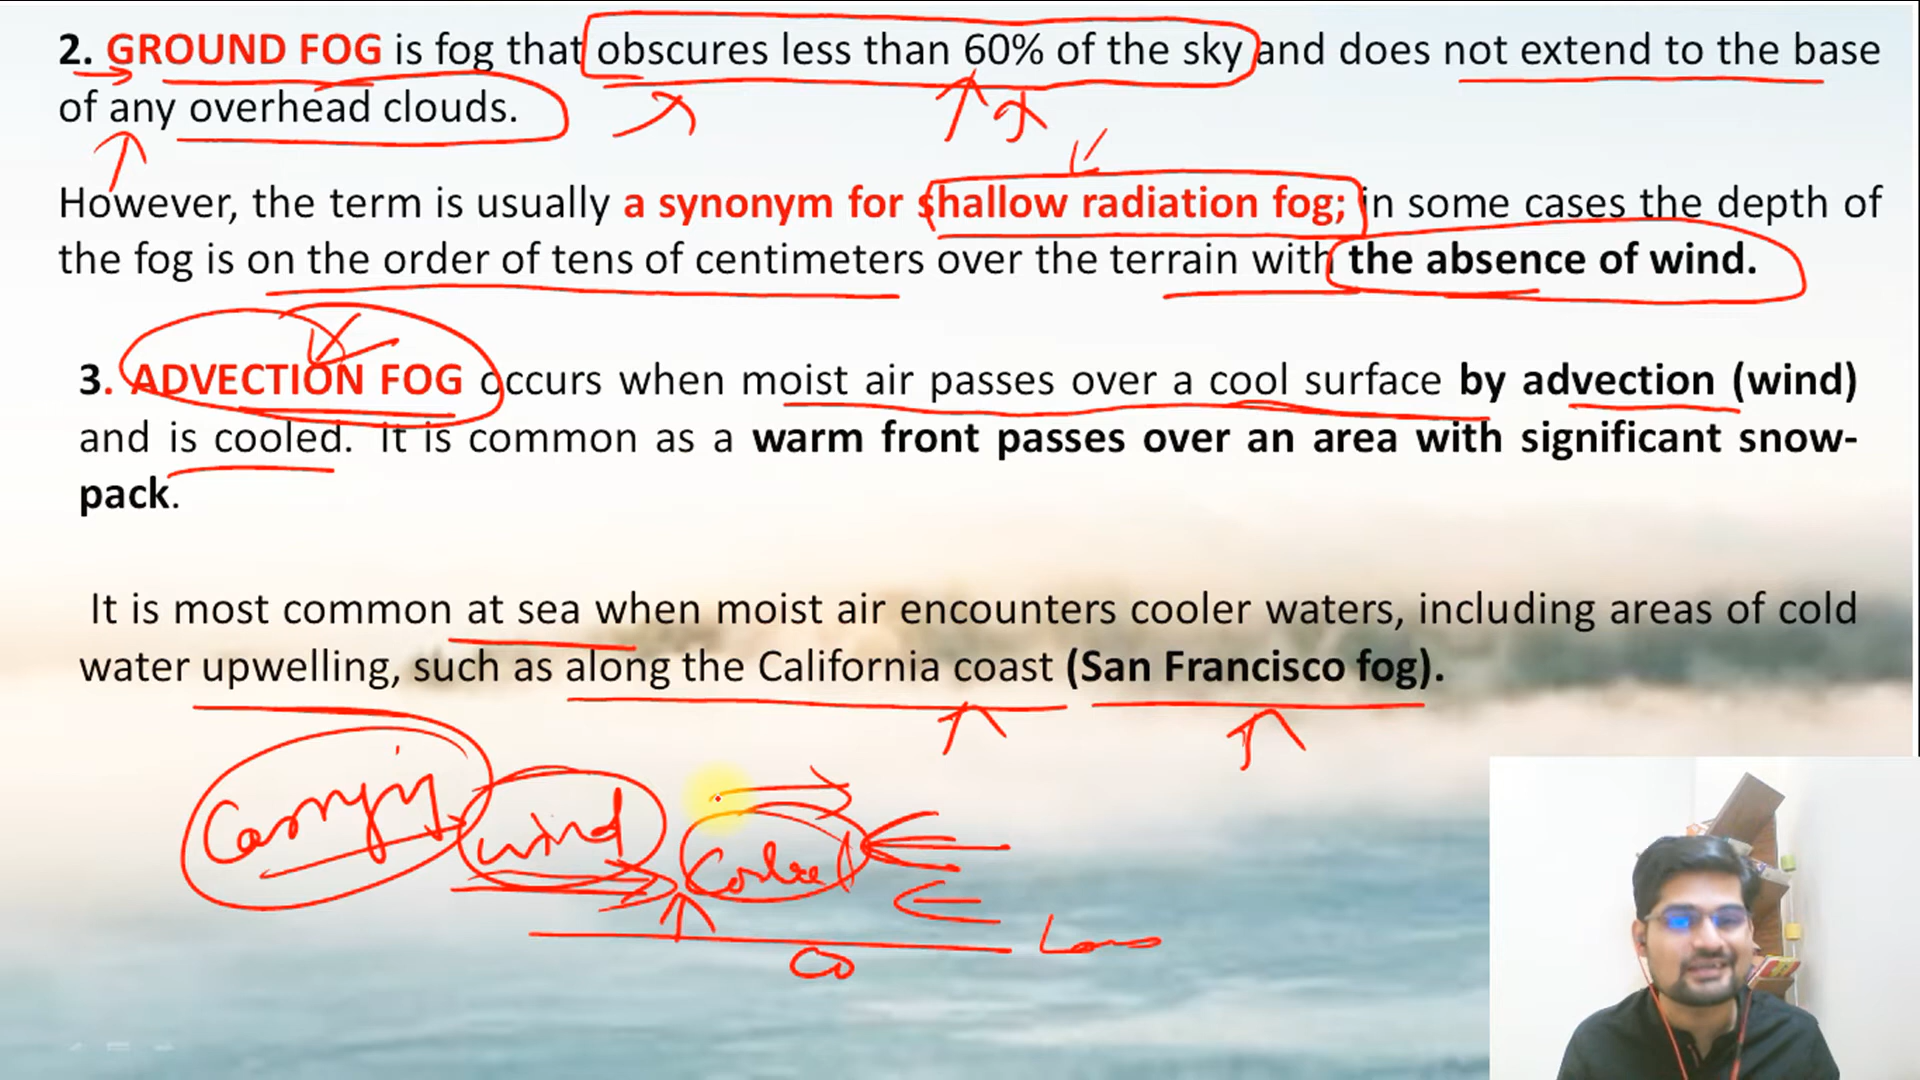 2. GROUND FOG is fog that obscures less than 60% of the sky and does not extend to the base
of any overhead clouds.
However, the term is usually a synonym for shallow radiation fog; in some cases the depth of
the fog is on the order of tens of centimeters over the terrain with the absence of wind.
3. ADVECTION FOG occurs when moist air passes over a cool surface by advection (wind)
and is cooled. It is common as a warm front passes over an area with significant snow-
pack.
It is most common at sea when moist air encounters cooler waters, including areas of cold
water upwelling, such as along the California coast (San Francisco fog).
wind